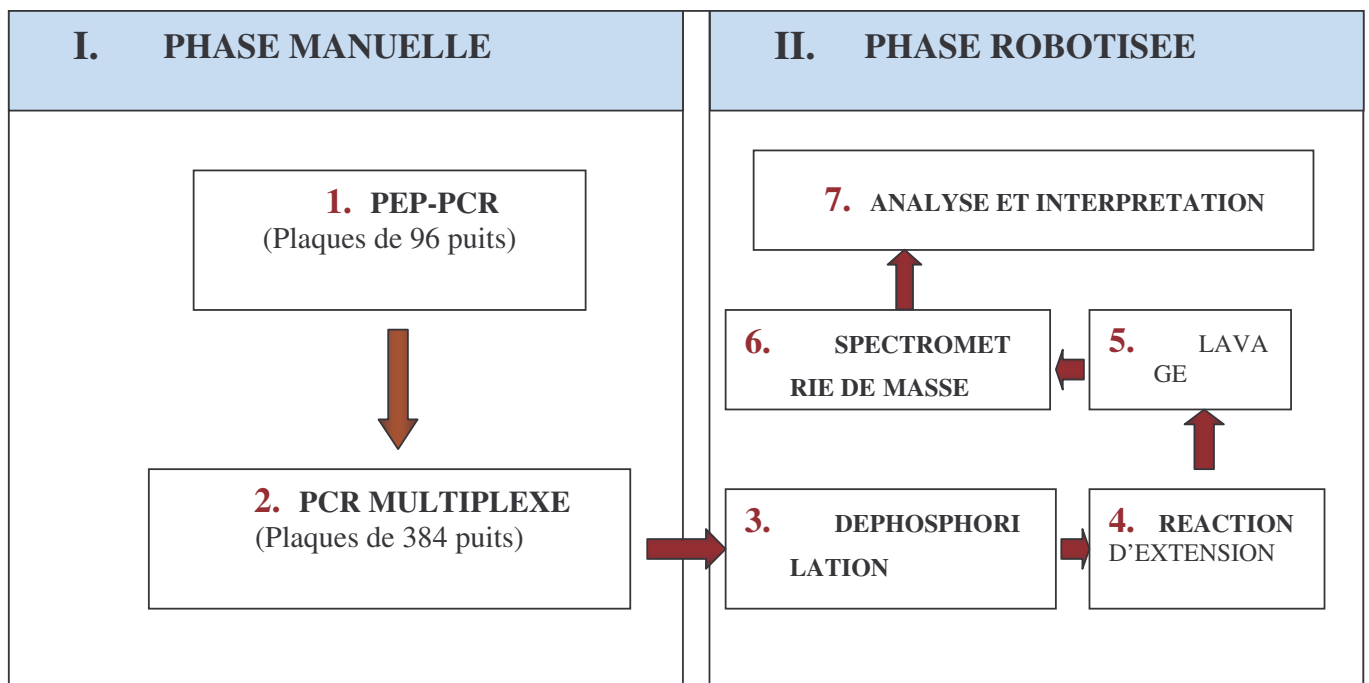 I. PHASE MANUELLE
1. PEP-PCR
(Plaques de 96 puits)
2. PCR MULTIPLEXE
(Plaques de 384 puits)
II. PHASE ROBOTISEE
3. DEPHOSPHORI
LATION
4. REACTION
D’EXTENSION
5. LAVA
GE
6. SPECTROMET
RIE DE MASSE
7. ANALYSE ET INTERPRETATION